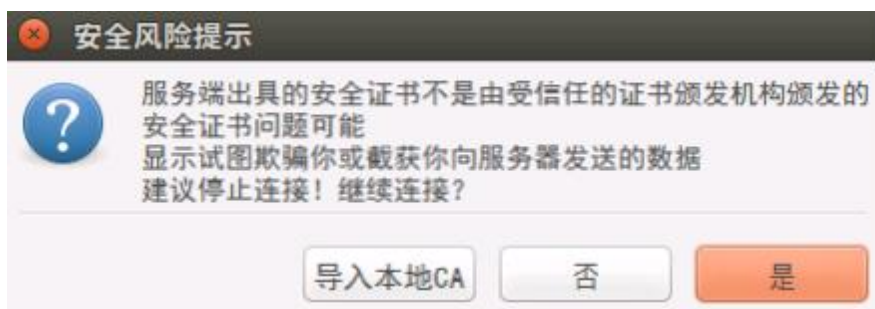 安全风险提示
服务端出具的安全证书不是由受信任的证书颁发机构颁发的
安全证书问题可能
显示试图欺骗你或截获你向服务器发送的数据
建议停止连接！继续连接？
导入本地CA
否
是